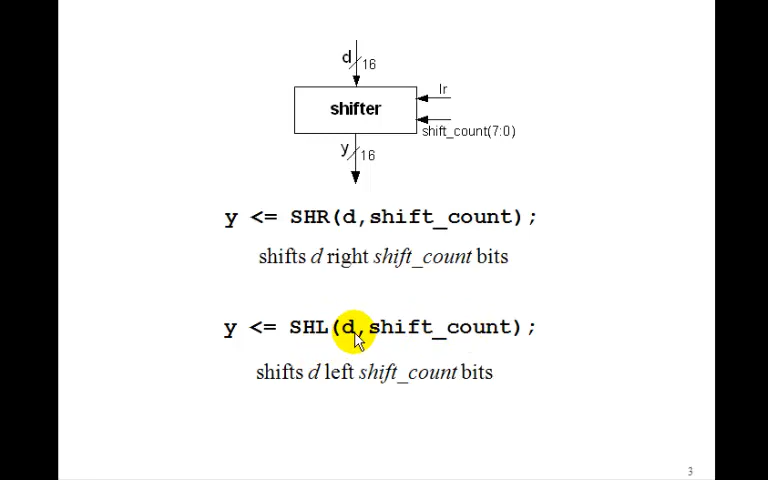 d
16
lr
shifter
shift_count(7:0)
y
16
y <= SHR(d,shift_count);
shifts d right shift_count bits
y <= SHL(d,shift_count);
shifts d left shift_count bits
3